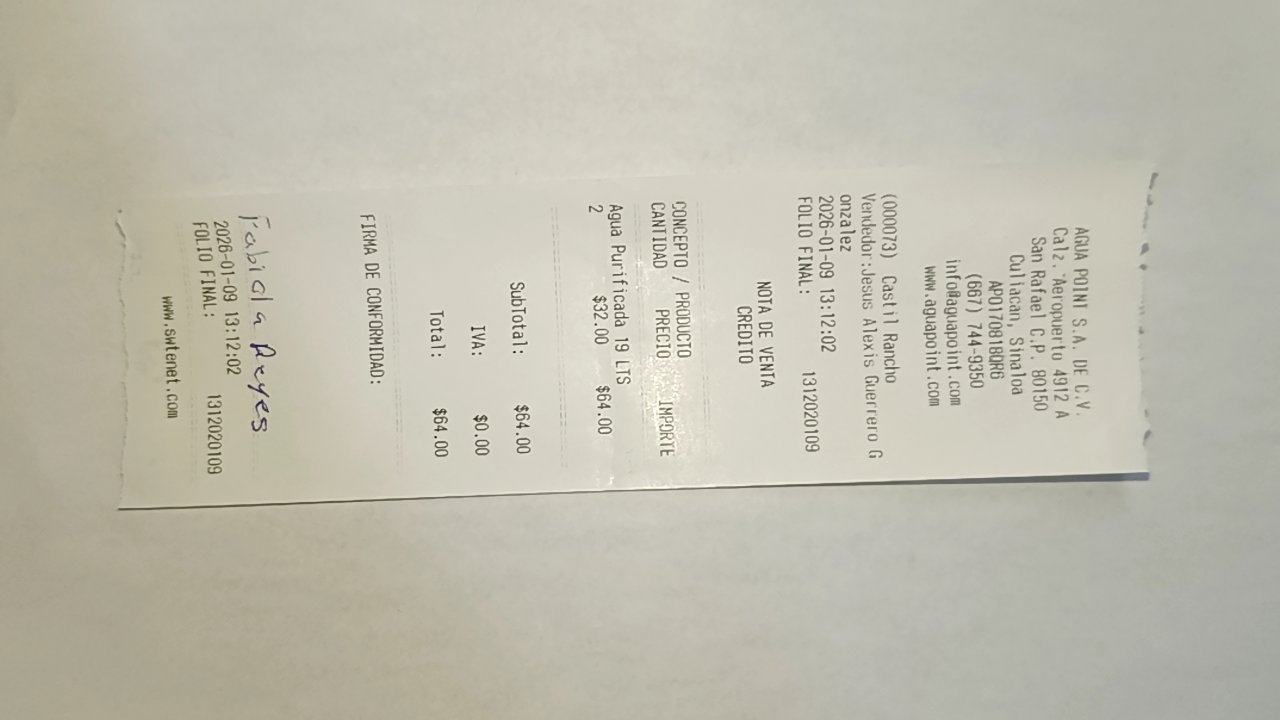 AGUA POINT S.A. DE C.V.
Calz. Aeropuerto 4912 A
San Rafael C.P. 80150
Culiacan, Sinaloa
APO170818QR6
(667) 744-9350
info@aguapoint.com
www.aguapoint.com
(000073) Castil Rancho
Vendedor:Jesus Alexis Guerrero G
onzalez
2026-01-09 13:12:02
FOLIO FINAL: 1312020109
NOTA DE VENTA
CREDITO
CONCEPTO / PRODUCTO
CANTIDAD PRECIO IMPORTE
Agua Purificada 19 LTS
2 $32.00 $64.00
SubTotal: $64.00
IVA: $0.00
Total: $64.00
FIRMA DE CONFORMIDAD:
Fabiola Reyes
2026-01-09 13:12:02
FOLIO FINAL: 1312020109
www.swtenet.com